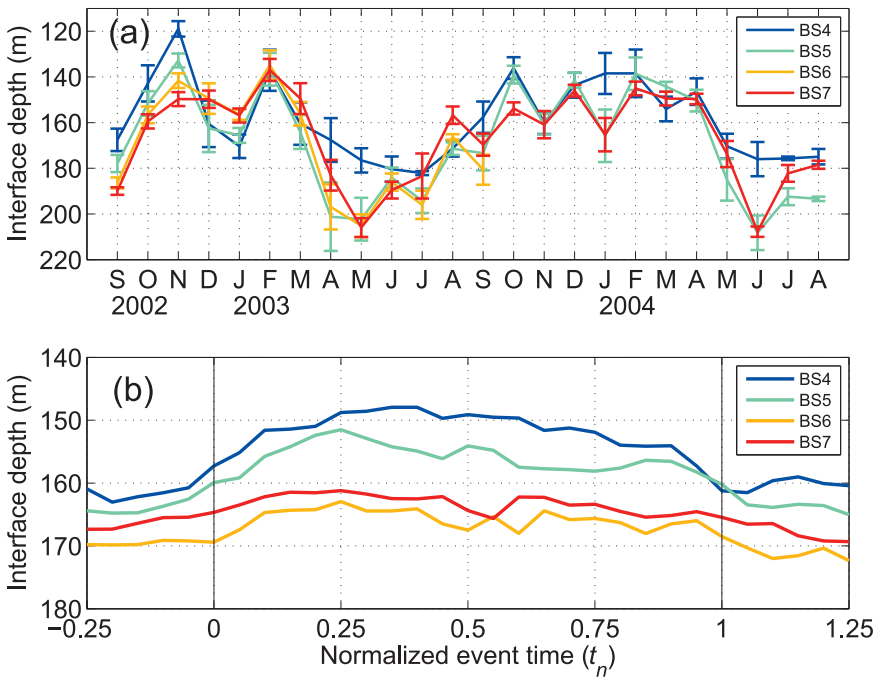 (a)
Interface depth (m)
120
140
160
180
200
220
BS4
BS5
BS6
BS7
S O N D J F M A M J J A S O N D J F M A M J J A
2002 2003 2004
(b)
Interface depth (m)
140
150
160
170
180
BS4
BS5
BS6
BS7
−0.25 0 0.25 0.5 0.75 1 1.25
Normalized event time (tn)